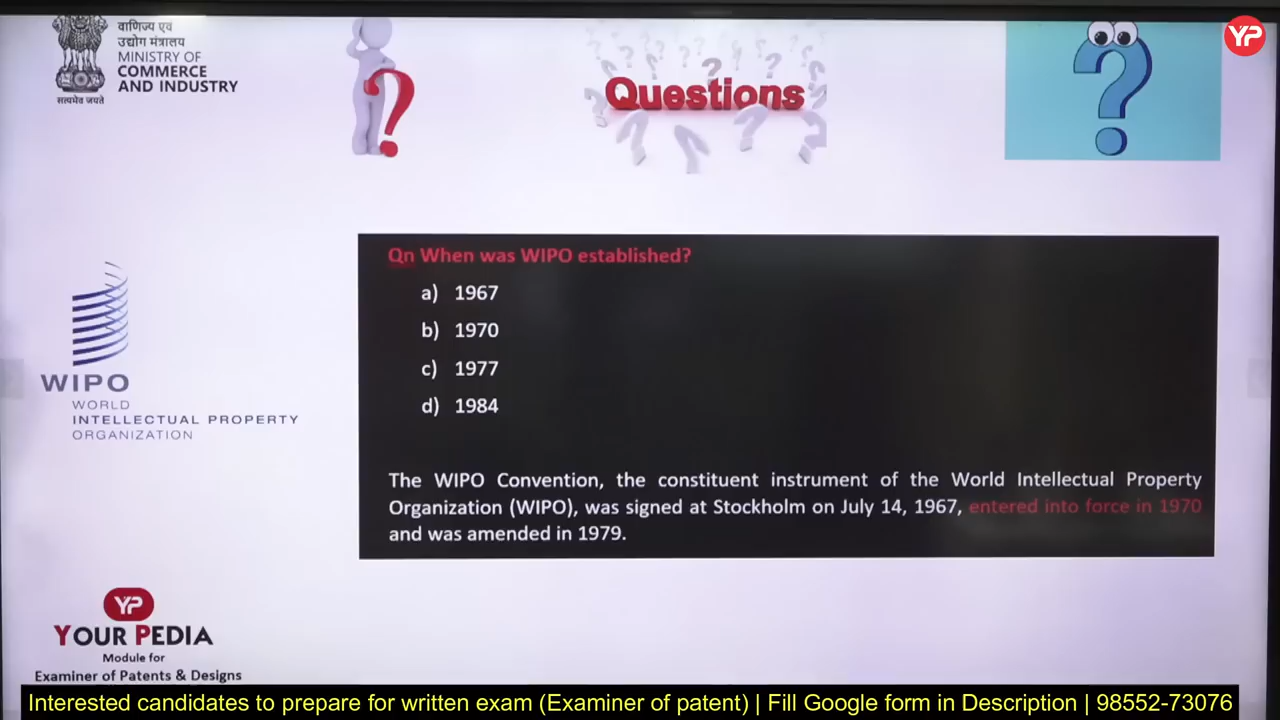 YP
वाणिज्य एवं
उद्योग मंत्रालय
MINISTRY OF
COMMERCE
AND INDUSTRY
सत्यमेव जयते
Questions
Qn When was WIPO established?
a) 1967
b) 1970
c) 1977
d) 1984
The WIPO Convention, the constituent instrument of the World Intellectual Property
Organization (WIPO), was signed at Stockholm on July 14, 1967, entered into force in 1970
and was amended in 1979.
WIPO
WORLD
INTELLECTUAL PROPERTY
ORGANIZATION
YP
YOUR PEDIA
Module for
Examiner of Patents & Designs
Interested candidates to prepare for written exam (Examiner of patent) | Fill Google form in Description | 98552-73076